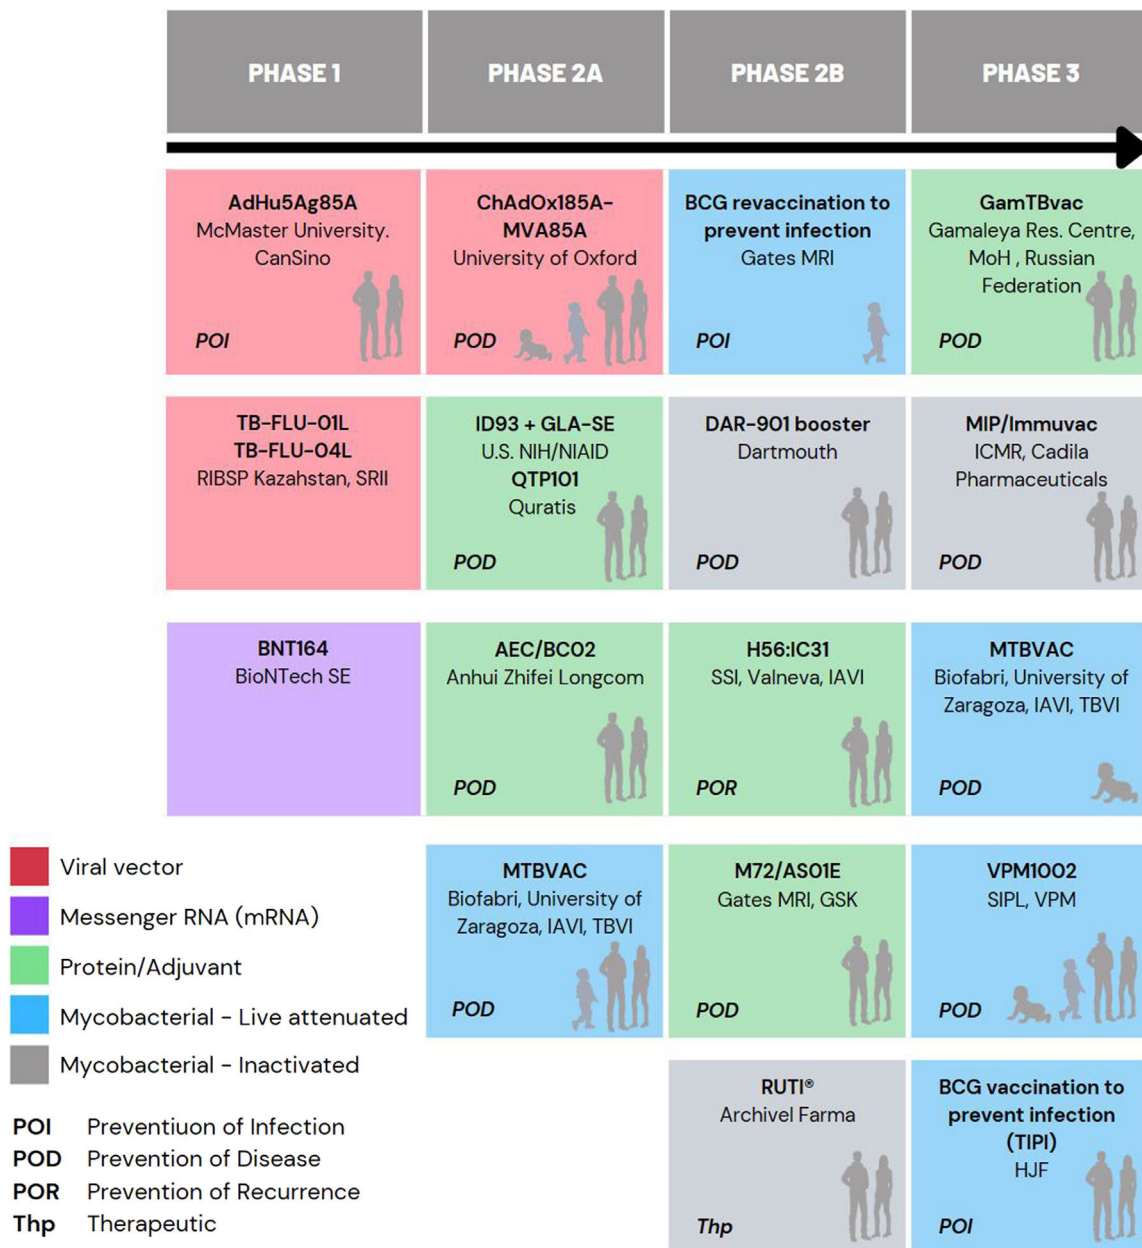 PHASE 1
PHASE 2A
PHASE 2B
PHASE 3
AdHu5Ag85A
McMaster University.
CanSino
POI
ChAdOx185A-
MVA85A
University of Oxford
POD
BCG revaccination to
prevent infection
Gates MRI
POI
GamTBvac
Gamaleya Res. Centre,
MoH , Russian
Federation
POD
TB-FLU-01L
TB-FLU-04L
RIBSP Kazahstan, SRII
ID93 + GLA-SE
U.S. NIH/NIAID
QTP101
Quratis
POD
DAR-901 booster
Dartmouth
POD
MIP/Immuvac
ICMR, Cadila
Pharmaceuticals
POD
BNT164
BioNTech SE
AEC/BC02
Anhui Zhifei Longcom
POD
H56:IC31
SSI, Valneva, IAVI
POR
MTBVAC
Biofabri, University of
Zaragoza, IAVI, TBVI
POD
MTBVAC
Biofabri, University of
Zaragoza, IAVI, TBVI
POD
M72/AS01E
Gates MRI, GSK
POD
VPM1002
SIPL, VPM
POD
RUTI®
Archivel Farma
Thp
BCG vaccination to
prevent infection
(TIPI)
HJF
POI
Viral vector
Messenger RNA (mRNA)
Protein/Adjuvant
Mycobacterial - Live attenuated
Mycobacterial - Inactivated
POI Preventiuon of Infection
POD Prevention of Disease
POR Prevention of Recurrence
Thp Therapeutic